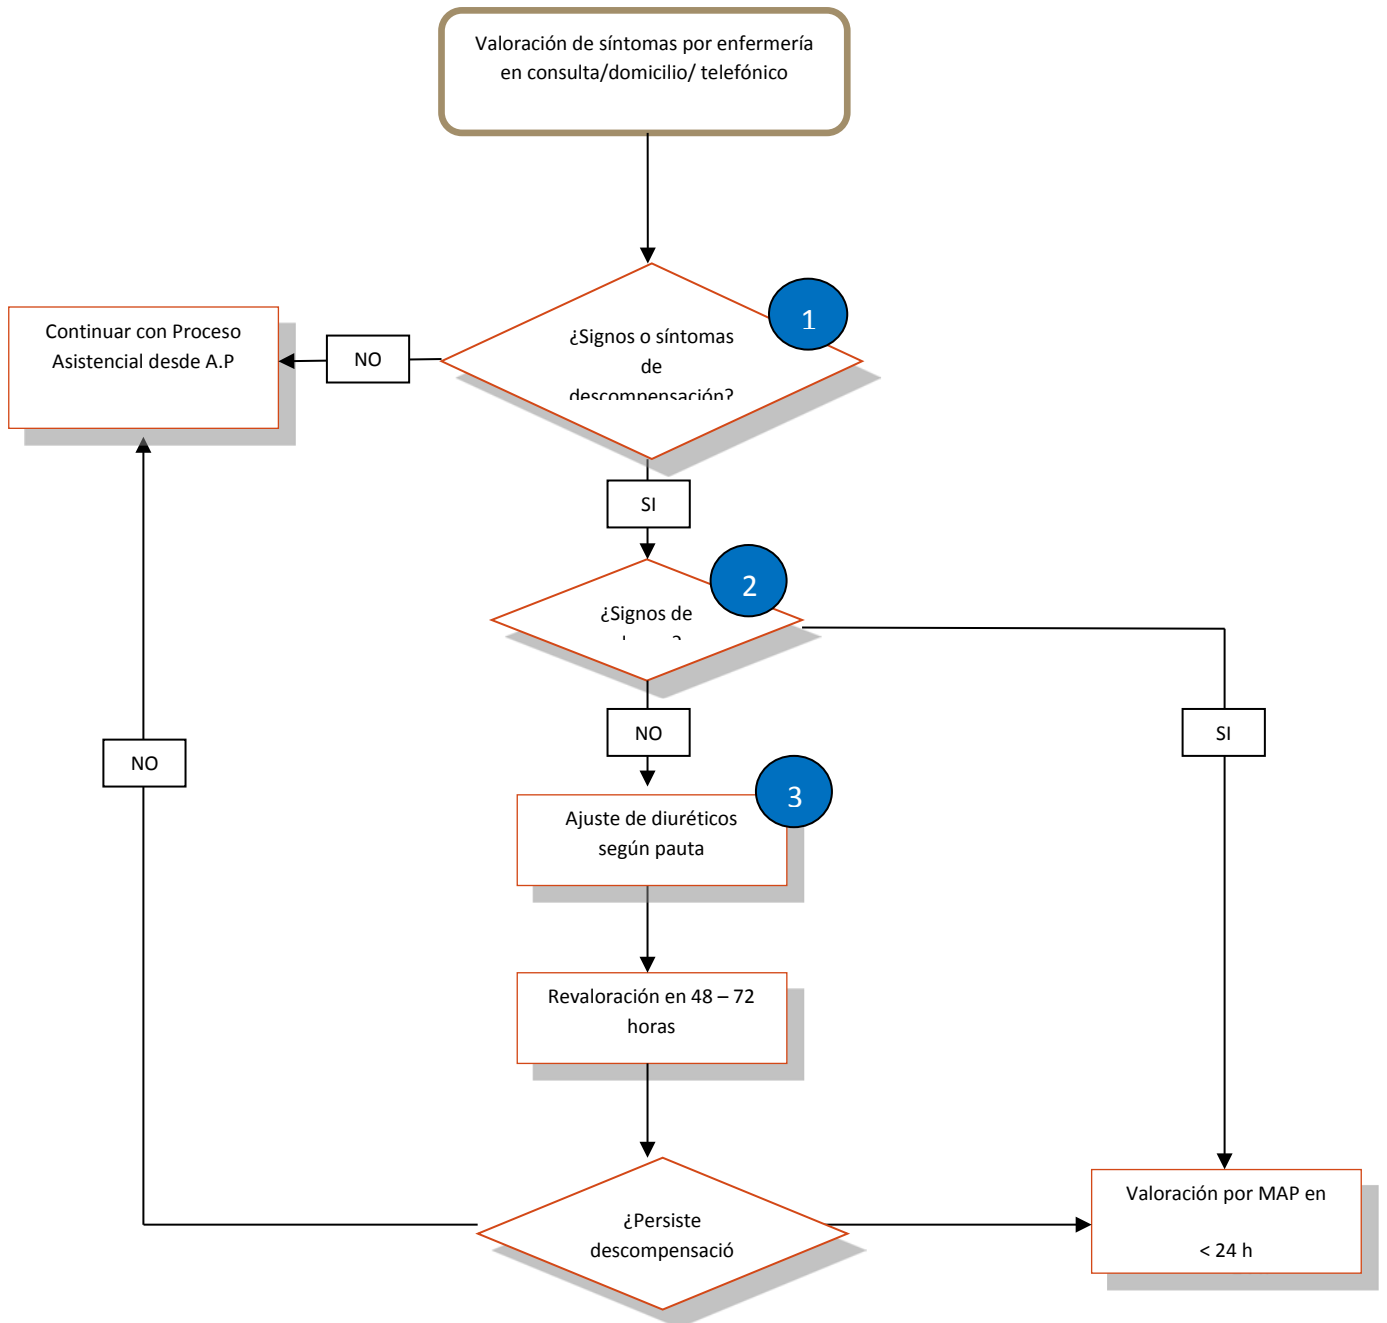 Valoración de síntomas por enfermería
en consulta/domicilio/ telefónico
1
¿Signos o síntomas
de
descompensación?
Continuar con Proceso
Asistencial desde A.P
NO
SI
2
¿Signos de
NO
SI
NO
3
Ajuste de diuréticos
según pauta
Revaloración en 48 – 72
horas
¿Persiste
descompensació
Valoración por MAP en
< 24 h